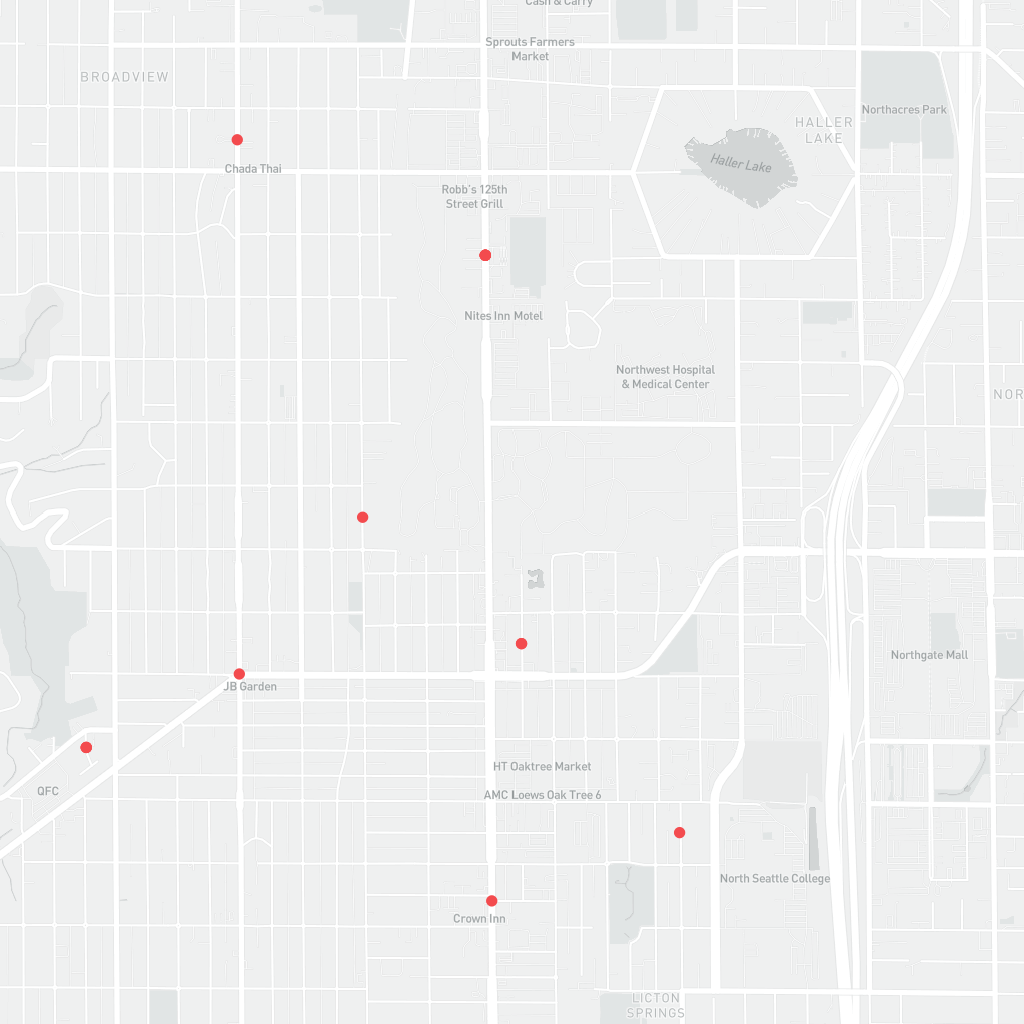 Cash & Carry
Sprouts Farmers
Market
BROADVIEW
Northacres Park
HALLER
LAKE
Haller Lake
Chada Thai
Robb's 125th
Street Grill
Nites Inn Motel
Northwest Hospital
& Medical Center
NOR
Northgate Mall
JB Garden
HT Oaktree Market
QFC
AMC Loews Oak Tree 6
North Seattle College
Crown Inn
LICTON
SPRINGS